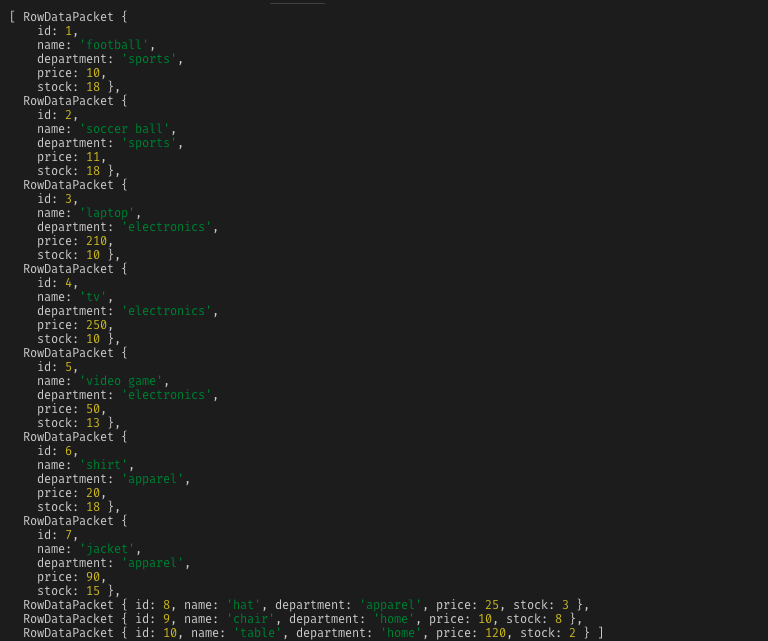 [ RowDataPacket {
    id: 1,
    name: 'football',
    department: 'sports',
    price: 10,
    stock: 18 },
  RowDataPacket {
    id: 2,
    name: 'soccer ball',
    department: 'sports',
    price: 11,
    stock: 18 },
  RowDataPacket {
    id: 3,
    name: 'laptop',
    department: 'electronics',
    price: 210,
    stock: 10 },
  RowDataPacket {
    id: 4,
    name: 'tv',
    department: 'electronics',
    price: 250,
    stock: 10 },
  RowDataPacket {
    id: 5,
    name: 'video game',
    department: 'electronics',
    price: 50,
    stock: 13 },
  RowDataPacket {
    id: 6,
    name: 'shirt',
    department: 'apparel',
    price: 20,
    stock: 18 },
  RowDataPacket {
    id: 7,
    name: 'jacket',
    department: 'apparel',
    price: 90,
    stock: 15 },
  RowDataPacket { id: 8, name: 'hat', department: 'apparel', price: 25, stock: 3 },
  RowDataPacket { id: 9, name: 'chair', department: 'home', price: 10, stock: 8 },
  RowDataPacket { id: 10, name: 'table', department: 'home', price: 120, stock: 2 } ]